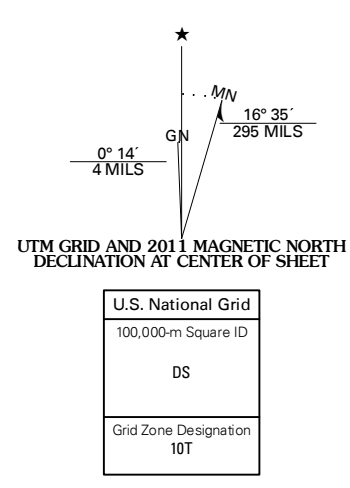 ★
MN
GN
16° 35´
295 MILS
0° 14´
4 MILS
UTM GRID AND 2011 MAGNETIC NORTH
DECLINATION AT CENTER OF SHEET
U.S. National Grid
100,000-m Square ID
DS
Grid Zone Designation
10T